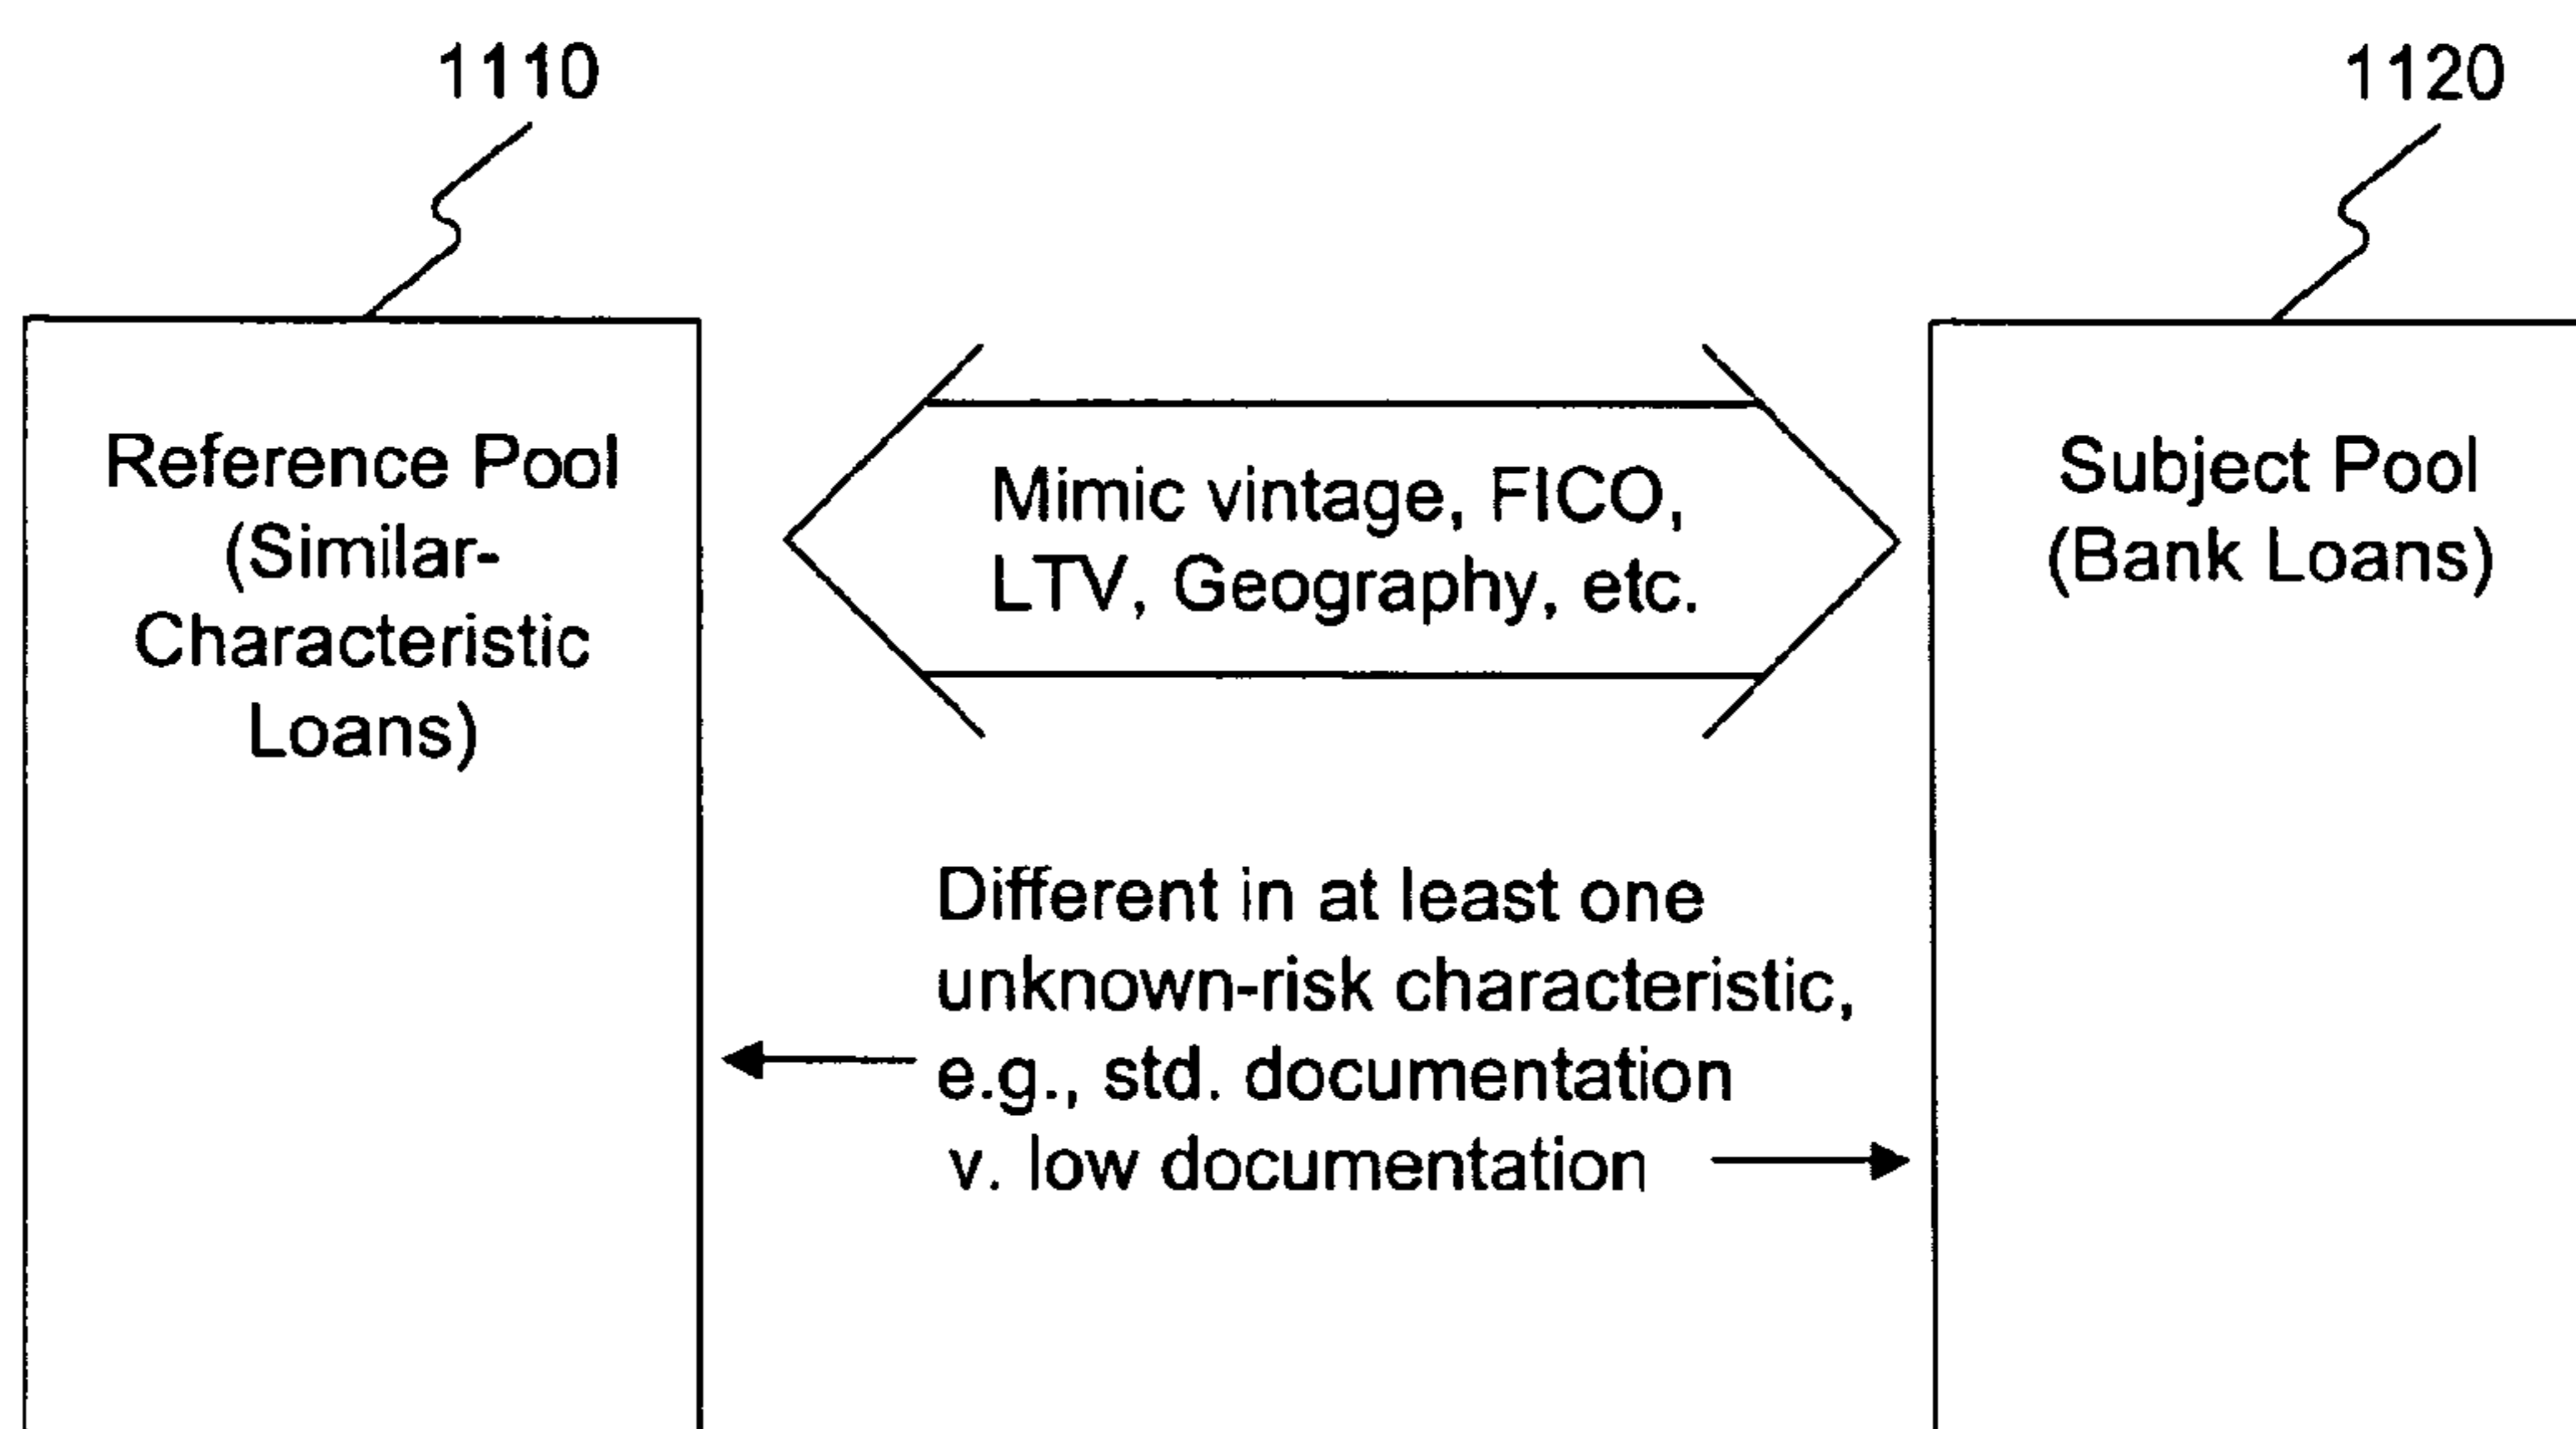 1110
1120
Reference Pool
(Similar-
Characteristic
Loans)
Mimic vintage, FICO,
LTV, Geography, etc.
Subject Pool
(Bank Loans)
Different in at least one
unknown-risk characteristic,
e.g., std. documentation
v. low documentation